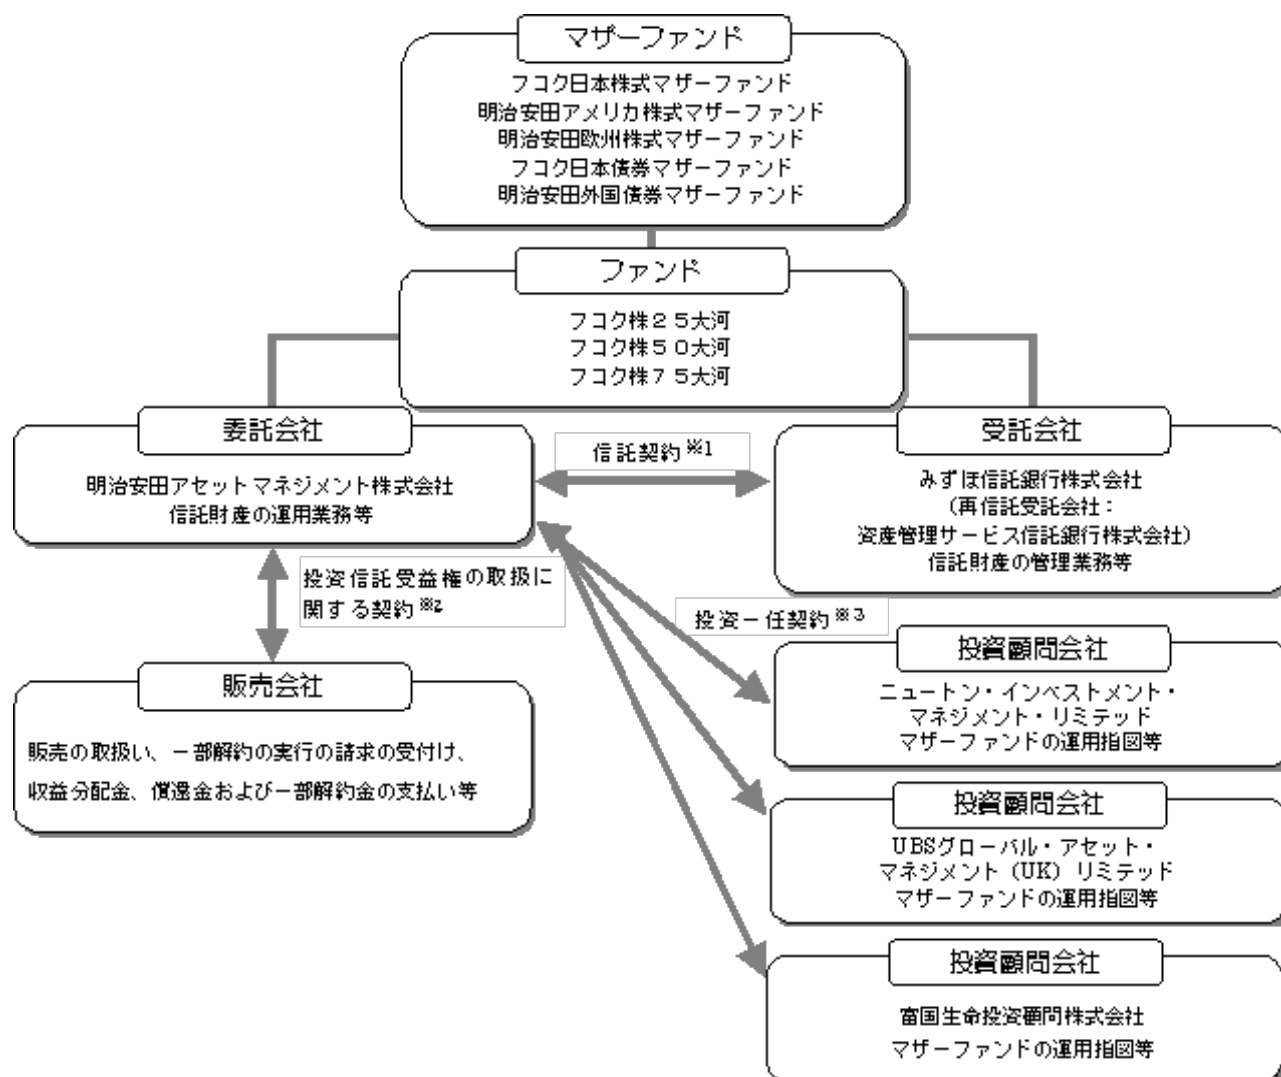 マザーファンド
フコク日本株式マザーファンド
明治安田アメリカ株式マザーファンド
明治安田欧州株式マザーファンド
フコク日本債券マザーファンド
明治安田外国債券マザーファンド
ファンド
フコク株２５大河
フコク株５０大河
フコク株７５大河
委託会社
明治安田アセットマネジメント株式会社
信託財産の運用業務等
信託契約※1
受託会社
みずほ信託銀行株式会社
（再信託受託会社：
資産管理サービス信託銀行株式会社）
信託財産の管理業務等
投資信託受益権の取扱に
関する契約※2
投資一任契約※3
販売会社
販売の取扱い、一部解約の実行の請求の受付け、
収益分配金、償還金および一部解約金の支払い等
投資顧問会社
ニュートン・インベストメント・
マネジメント・リミテッド
マザーファンドの運用指図等
投資顧問会社
UBSグローバル・アセット・
マネジメント（UK）リミテッド
マザーファンドの運用指図等
投資顧問会社
富国生命投資顧問株式会社
マザーファンドの運用指図等